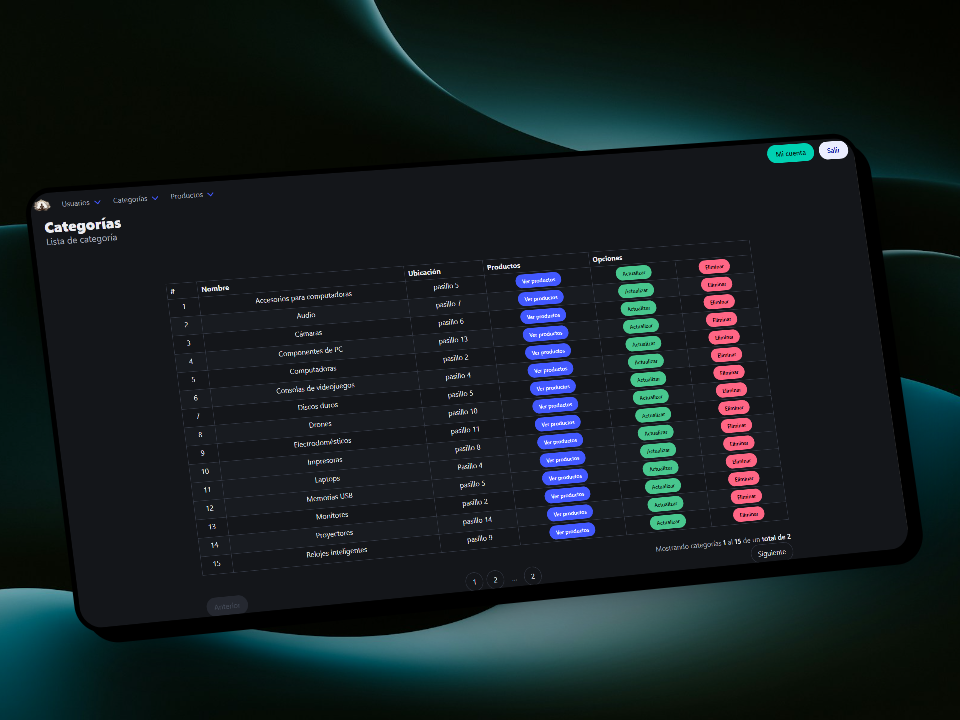 Mi cuenta Salir
Usuarios Categorías Productos
Categorías
Lista de categoría
# Nombre Ubicación Productos Opciones
1 Accesorios para computadoras pasillo 5 Ver productos Actualizar Eliminar
2 Audio pasillo 7 Ver productos Actualizar Eliminar
3 Cámaras pasillo 6 Ver productos Actualizar Eliminar
4 Componentes de PC pasillo 13 Ver productos Actualizar Eliminar
5 Computadoras pasillo 2 Ver productos Actualizar Eliminar
6 Consolas de videojuegos pasillo 4 Ver productos Actualizar Eliminar
7 Discos duros pasillo 5 Ver productos Actualizar Eliminar
8 Drones pasillo 10 Ver productos Actualizar Eliminar
9 Electrodomésticos pasillo 11 Ver productos Actualizar Eliminar
10 Impresoras pasillo 8 Ver productos Actualizar Eliminar
11 Laptops Pasillo 4 Ver productos Actualizar Eliminar
12 Memorias USB pasillo 5 Ver productos Actualizar Eliminar
13 Monitores pasillo 2 Ver productos Actualizar Eliminar
14 Proyectores pasillo 14 Ver productos Actualizar Eliminar
15 Relojes inteligentes pasillo 9 Ver productos Actualizar Eliminar
Mostrando categorías 1 al 15 de un total de 2
Anterior 1 2 ... 2 Siguiente